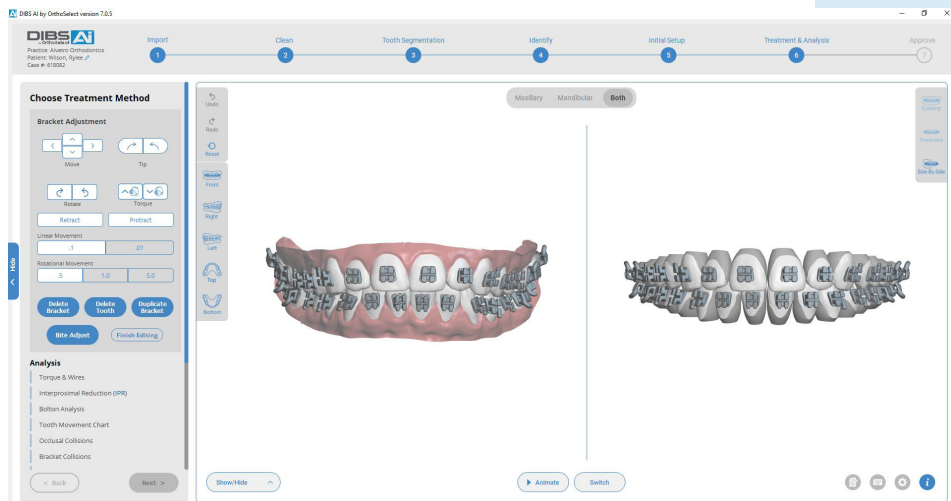 DIBS AI by OrthoSelect version 7.0.5
DIBS Ai
by OrthoSelect
Practice: Alvetro Orthodontics
Patient: Wilson, Rylee
Case #: 618082
Import
Clean
Tooth Segmentation
Identify
Initial Setup
Treatment & Analysis
Approve
1
2
3
4
5
6
7
Choose Treatment Method
Bracket Adjustment
Move
Tip
Rotate
Torque
Retract
Protract
Linear Movement
.1
.01
Rotational Movement
.5
1.0
5.0
Delete Bracket
Delete Tooth
Duplicate Bracket
Bite Adjust
Finish Editing
Analysis
Torque & Wires
Interproximal Reduction (IPR)
Bolton Analysis
Tooth Movement Chart
Occlusal Collisions
Bracket Collisions
< Back
Next >
Hide
Undo
Redo
Reset
Front
Right
Left
Top
Bottom
Maxillary
Mandibular
Both
Existing
Side-By-Side
Show/Hide
Animate
Switch
i